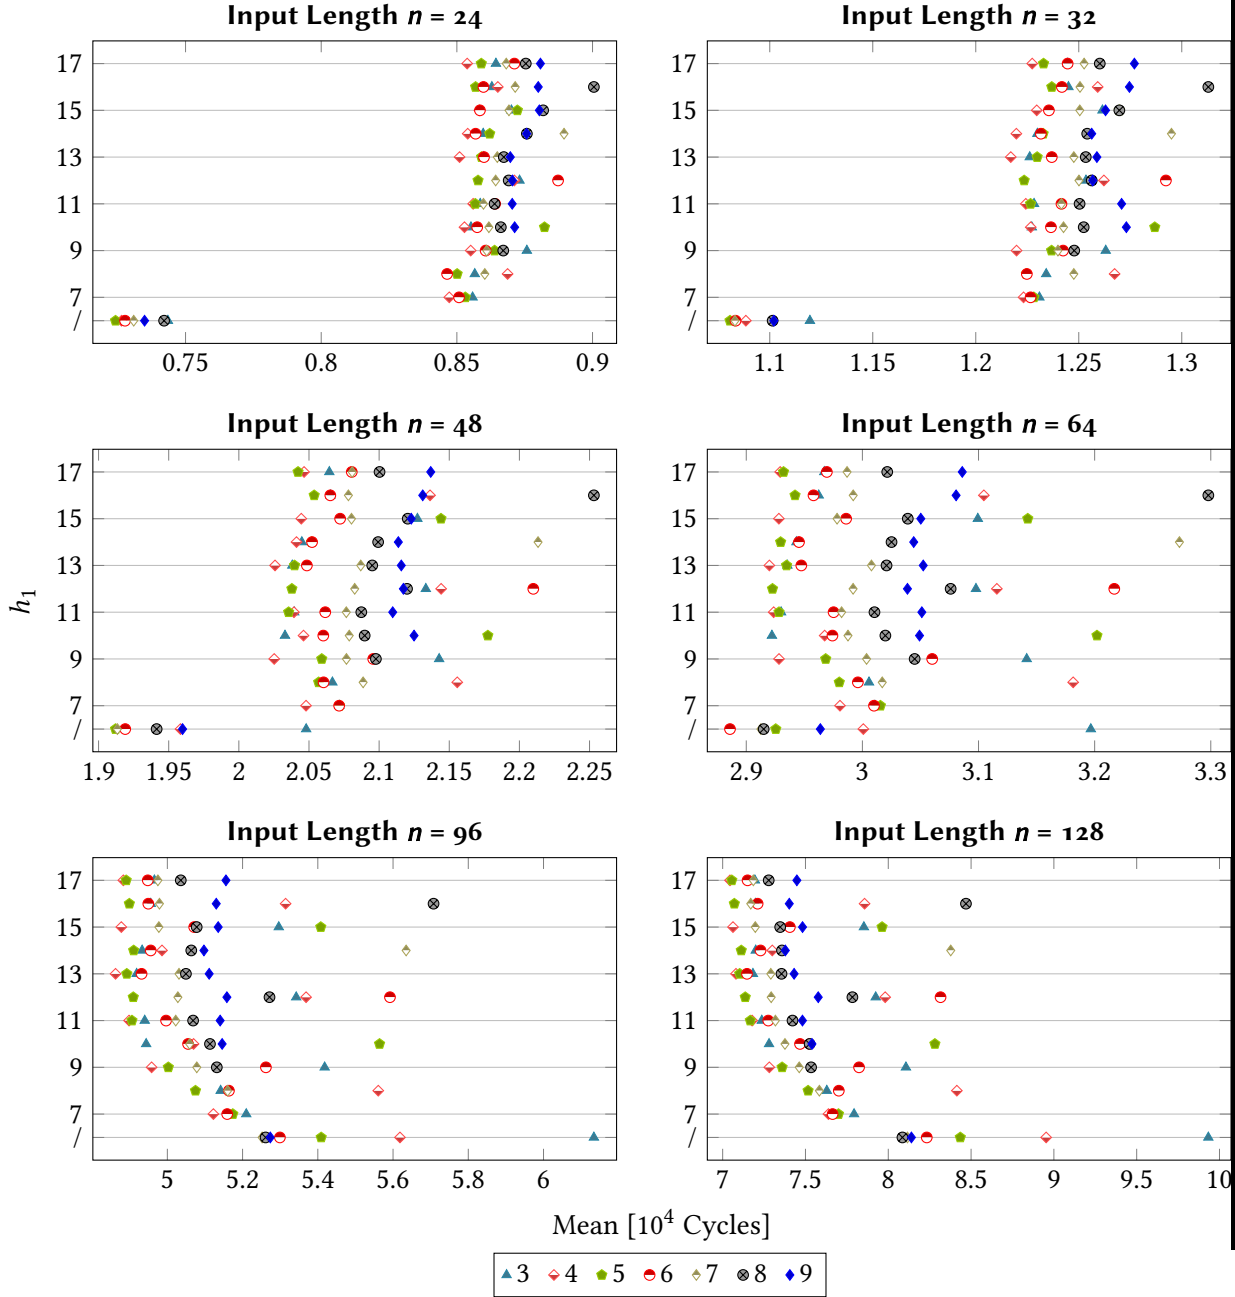 Input Length n = 24
17
15
13
11
9
7
/
0.75 0.8 0.85 0.9
Input Length n = 32
17
15
13
11
9
7
/
1.1 1.15 1.2 1.25 1.3
Input Length n = 48
17
15
13
11
9
7
/
1.9 1.95 2 2.05 2.1 2.15 2.2 2.25
Input Length n = 64
17
15
13
11
9
7
/
2.9 3 3.1 3.2 3.3
h1
Input Length n = 96
17
15
13
11
9
7
/
5 5.2 5.4 5.6 5.8 6
Input Length n = 128
17
15
13
11
9
7
/
7 7.5 8 8.5 9 9.5 10
Mean [10⁴ Cycles]
3 4 5 6 7 8 9